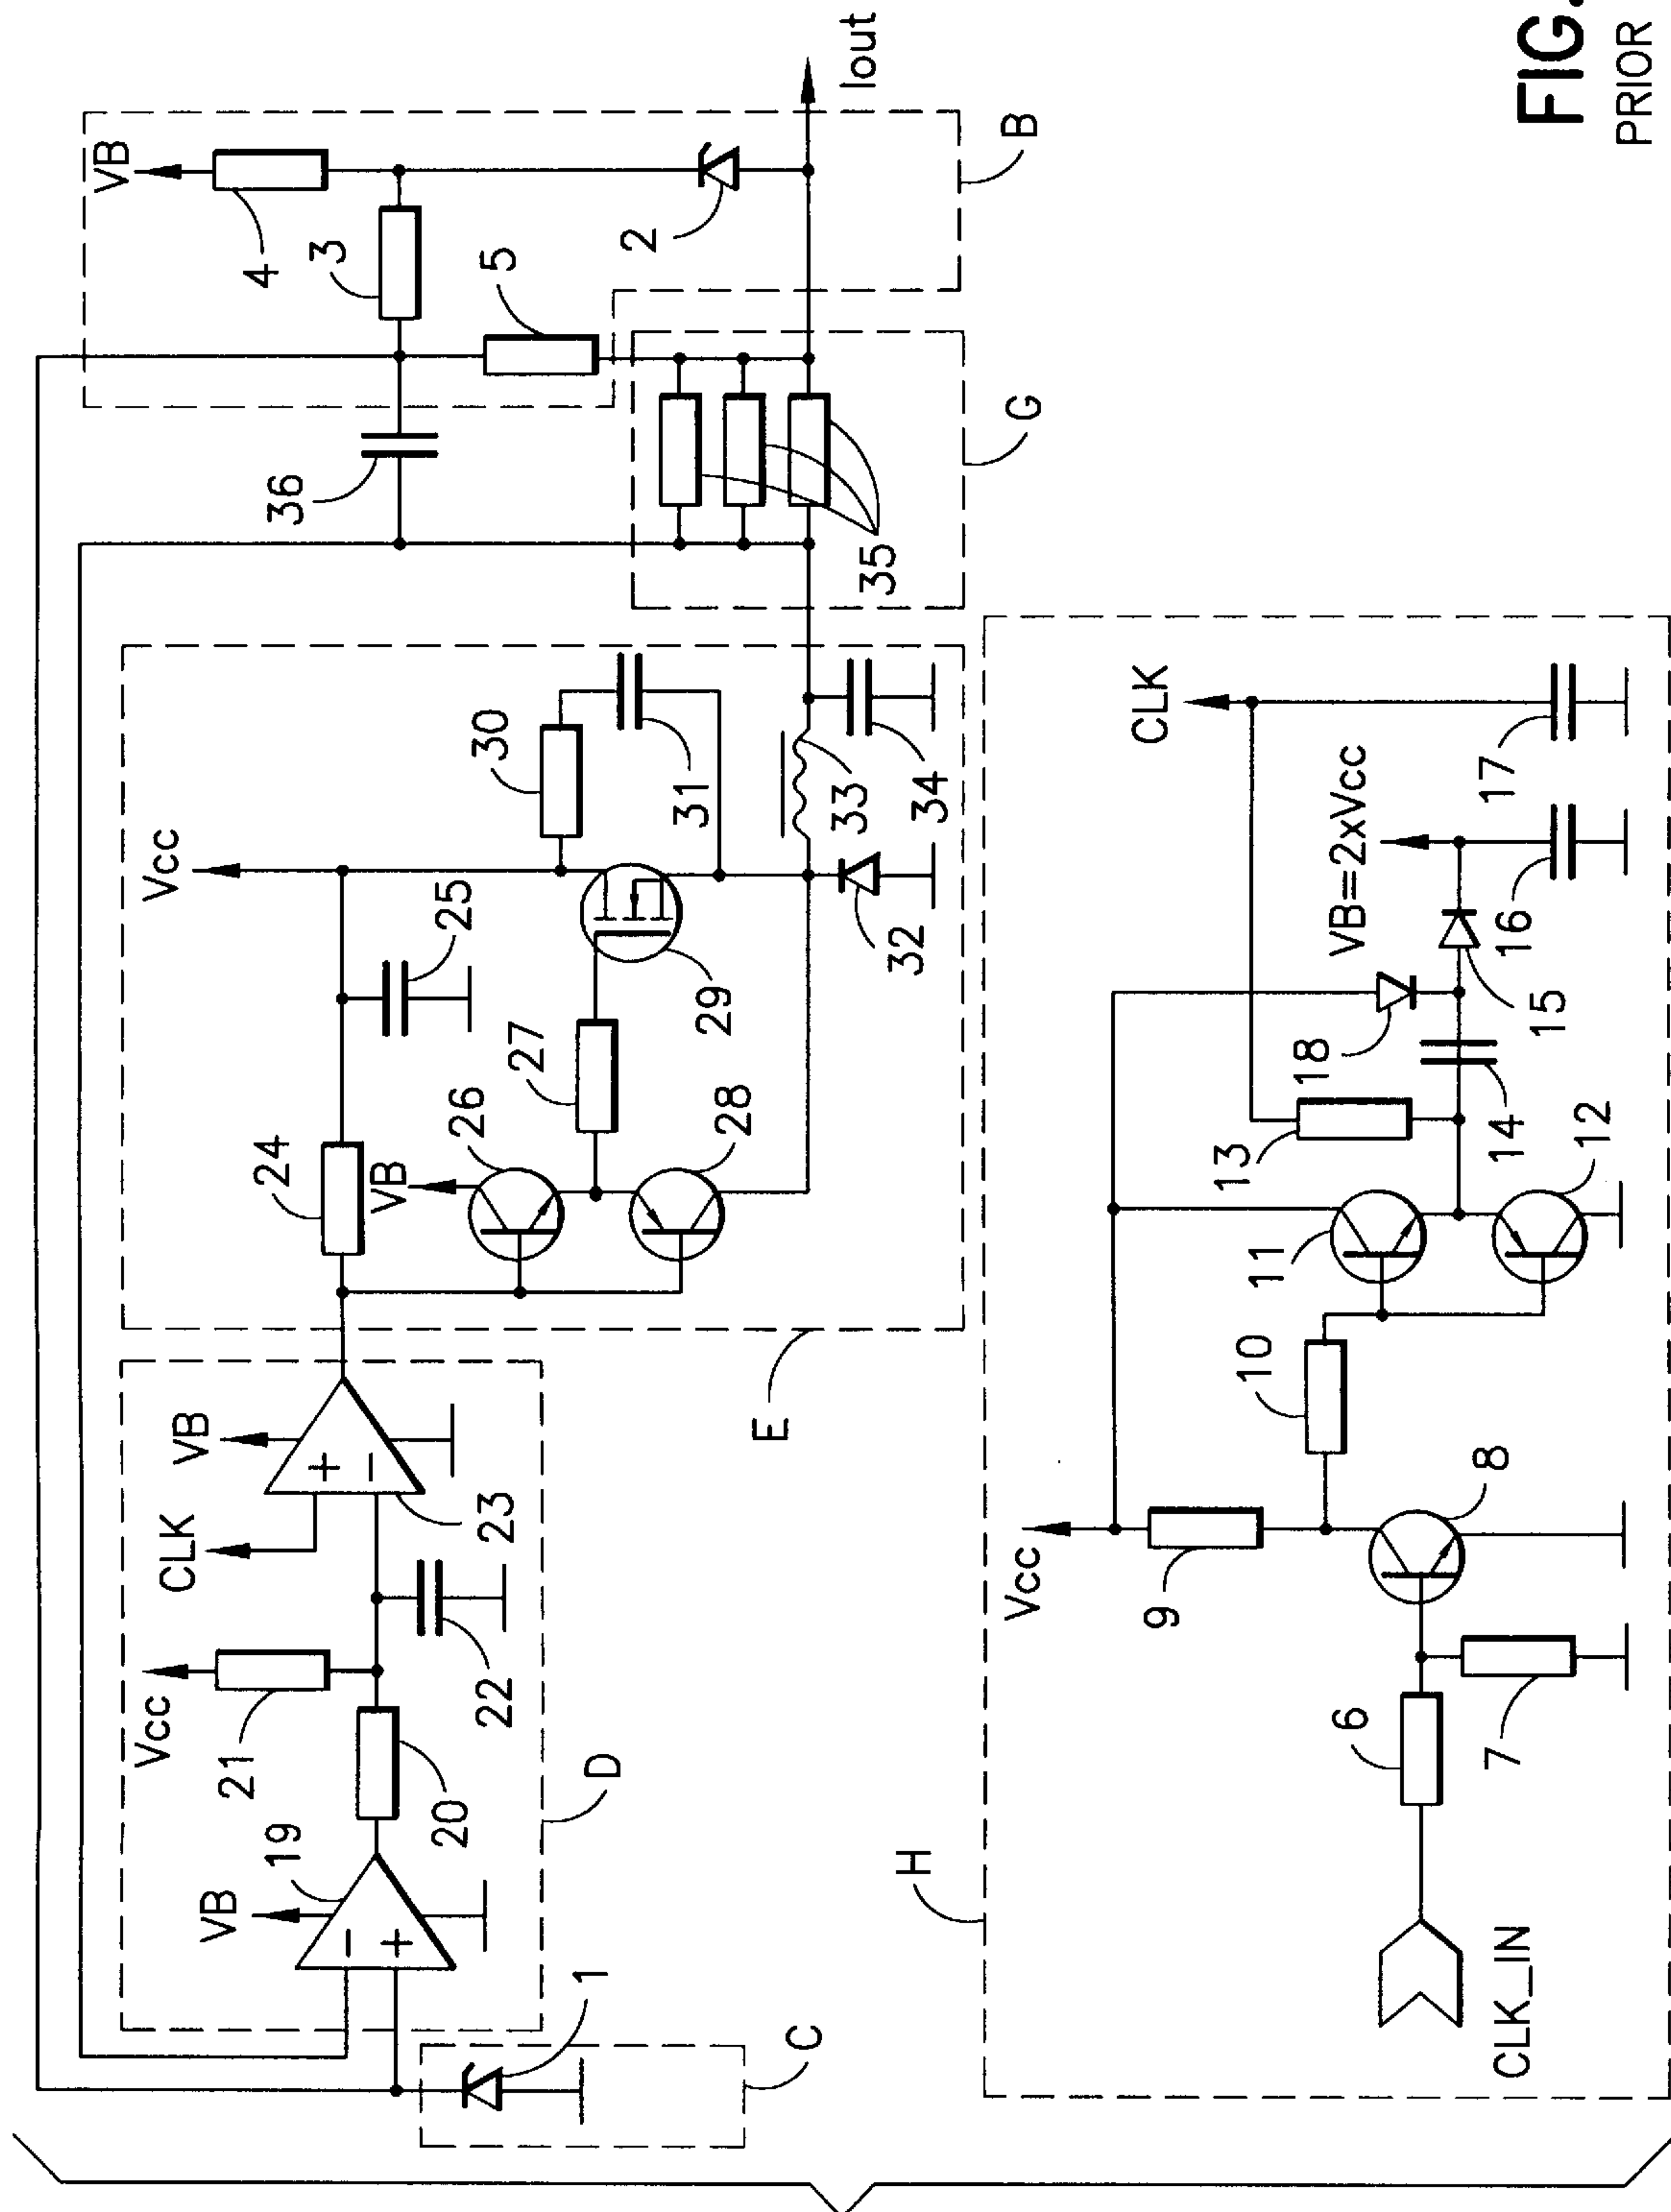 FIG.
PRIOR
VB
4
3
5
2
Iout
B
36
35
G
Vcc
24
25
30
31
VB
26
27
28
29
32
33
34
E
VB
CLK
+
−
23
Vcc
21
22
20
D
VB
19
−
+
1
C
H
Vcc
9
10
8
6
7
CLK_IN
11
12
13
14
18
15
16
17
VB=2xVcc
CLK